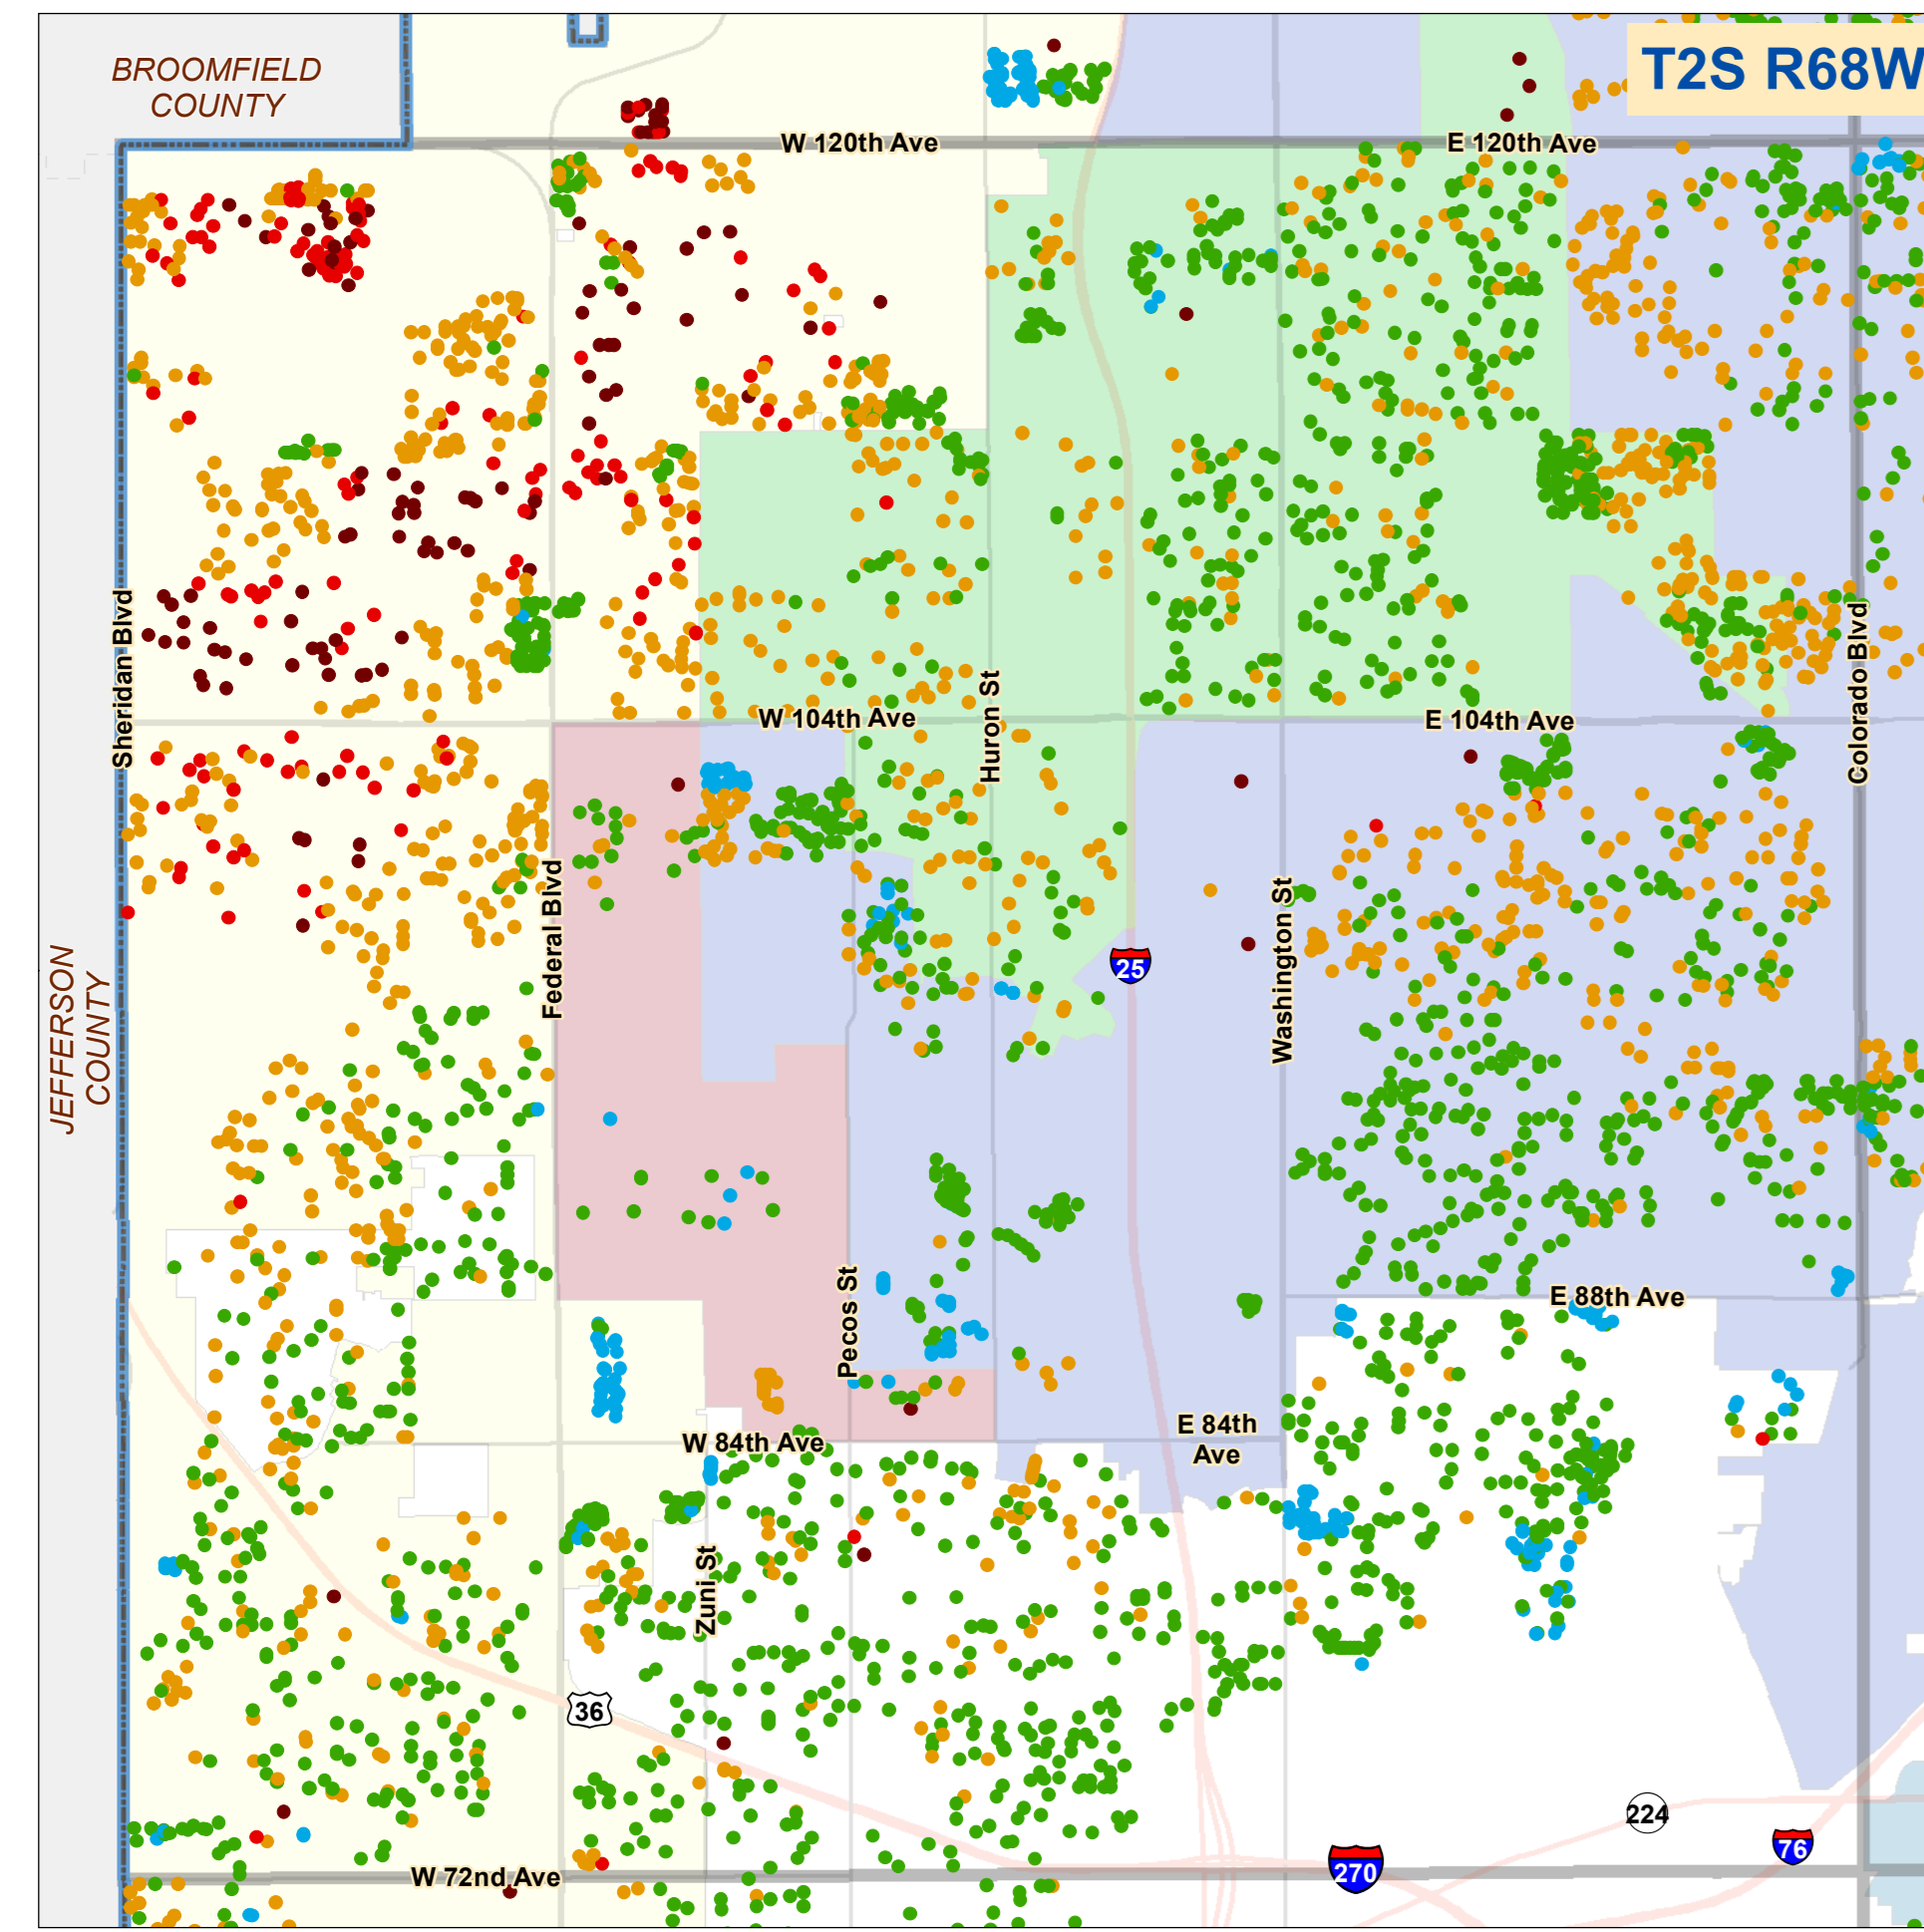 BROOMFIELD
COUNTY
T2S R68W
W 120th Ave
E 120th Ave
Sheridan Blvd
Huron St
Colorado Blvd
W 104th Ave
E 104th Ave
JEFFERSON
COUNTY
Federal Blvd
25
Washington St
Pecos St
E 88th Ave
W 84th Ave
E 84th
Ave
Zuni St
36
224
76
270
W 72nd Ave